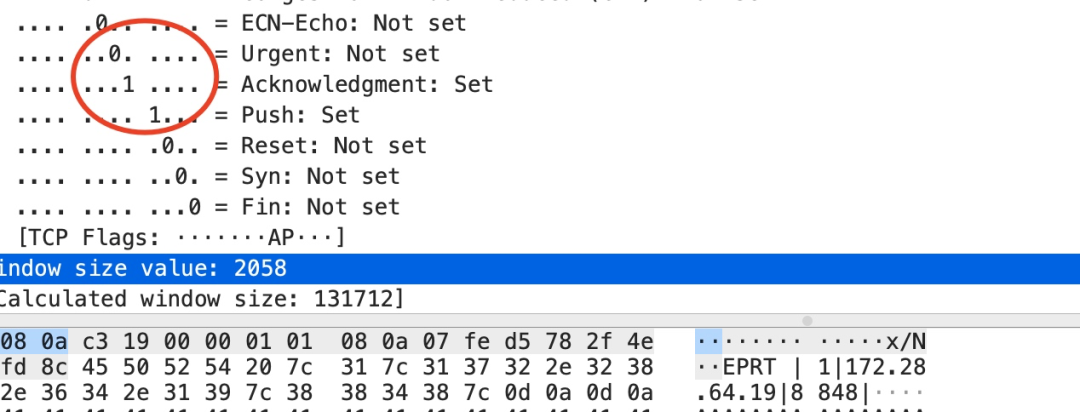 .... .0.. .... = ECN-Echo: Not set
.... ..0. .... = Urgent: Not set
.... ...1 .... = Acknowledgment: Set
.... .... 1... = Push: Set
.... .... .0.. = Reset: Not set
.... .... ..0. = Syn: Not set
.... .... ...0 = Fin: Not set
[TCP Flags: ·······AP···]
indow size value: 2058
Calculated window size: 131712]
08 0a c3 19 00 00 01 01 08 0a 07 fe d5 78 2f 4e ········ ·····x/N
fd 8c 45 50 52 54 20 7c 31 7c 31 37 32 2e 32 38 ··EPRT | 1|172.28
2e 36 34 2e 31 39 7c 38 38 34 38 7c 0d 0a 0d 0a .64.19|8 848|····